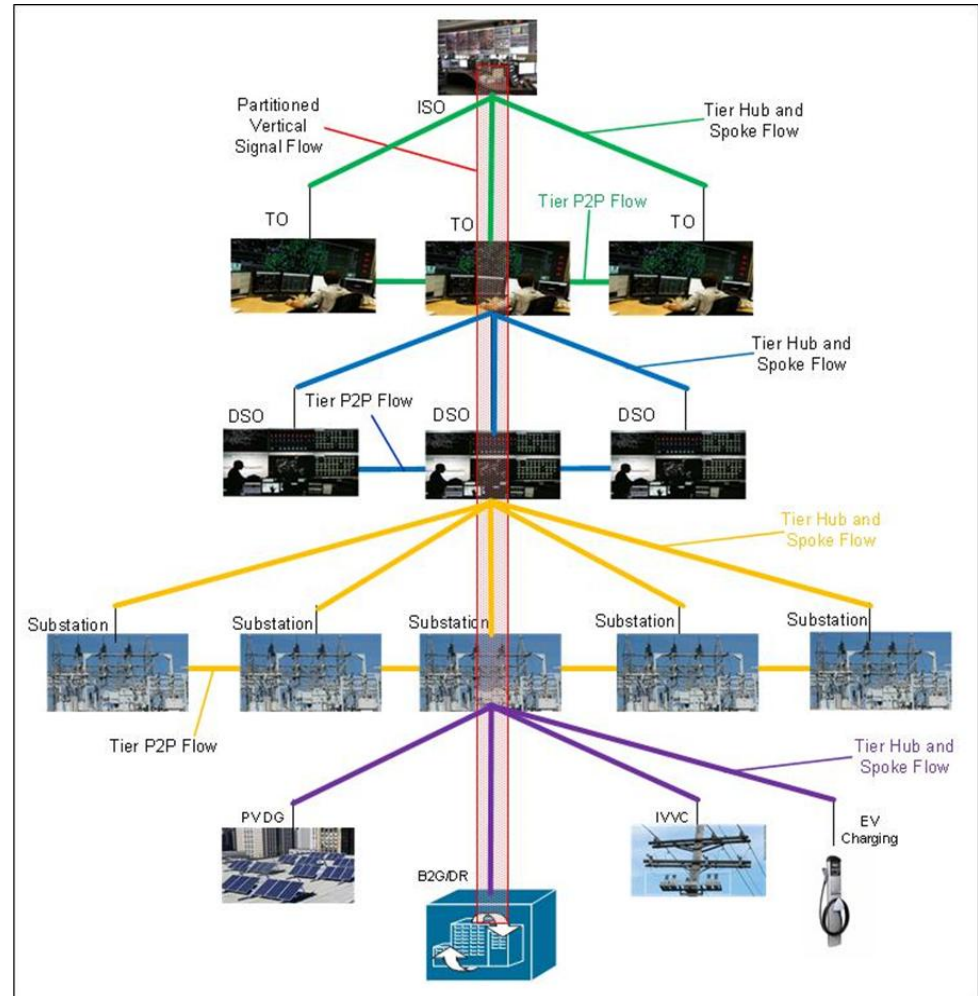 ISO
Partitioned
Vertical
Signal Flow
Tier Hub and
Spoke Flow
TO
TO
TO
Tier P2P Flow
Tier Hub and
Spoke Flow
Tier P2P Flow
DSO
DSO
DSO
Tier Hub and
Spoke Flow
Substation
Substation
Substation
Substation
Substation
Tier P2P Flow
Tier Hub and
Spoke Flow
PVDG
IVVC
EV
Charging
B2G/DR